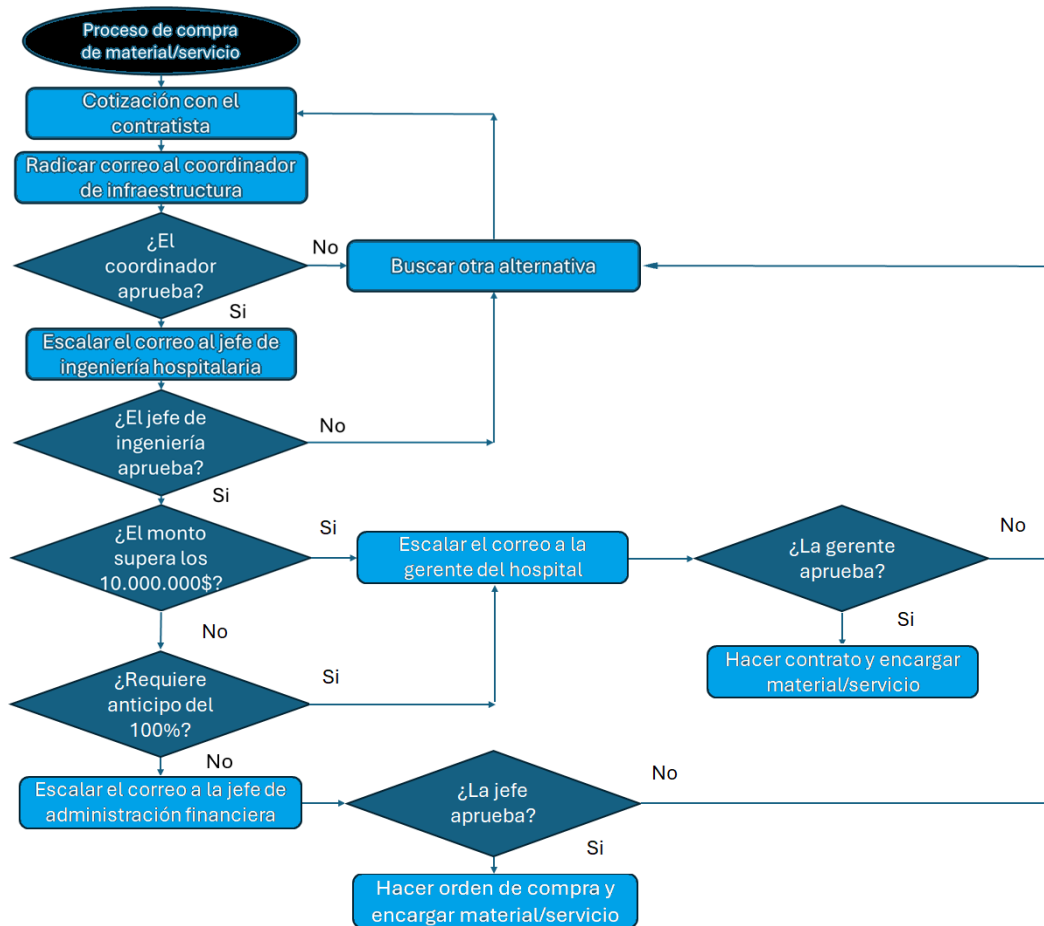 Proceso de compra
de material/servicio
Cotización con el
contratista
Radicar correo al coordinador
de infraestructura
¿El
coordinador
aprueba?
No
Buscar otra alternativa
Si
Escalar el correo al jefe de
ingeniería hospitalaria
¿El jefe de
ingeniería
aprueba?
No
Si
¿El monto
supera los
10.000.000$?
Si
Escalar el correo a la
gerente del hospital
¿La gerente
aprueba?
No
No
Si
Hacer contrato y encargar
material/servicio
¿Requiere
anticipo del
100%?
Si
No
Escalar el correo a la jefe de
administración financiera
¿La jefe
aprueba?
No
Si
Hacer orden de compra y
encargar material/servicio